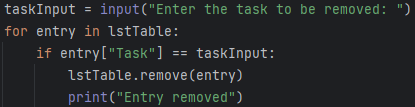 taskInput = input("Enter the task to be removed: ")
for entry in lstTable:
    if entry["Task"] == taskInput:
        lstTable.remove(entry)
        print("Entry removed")